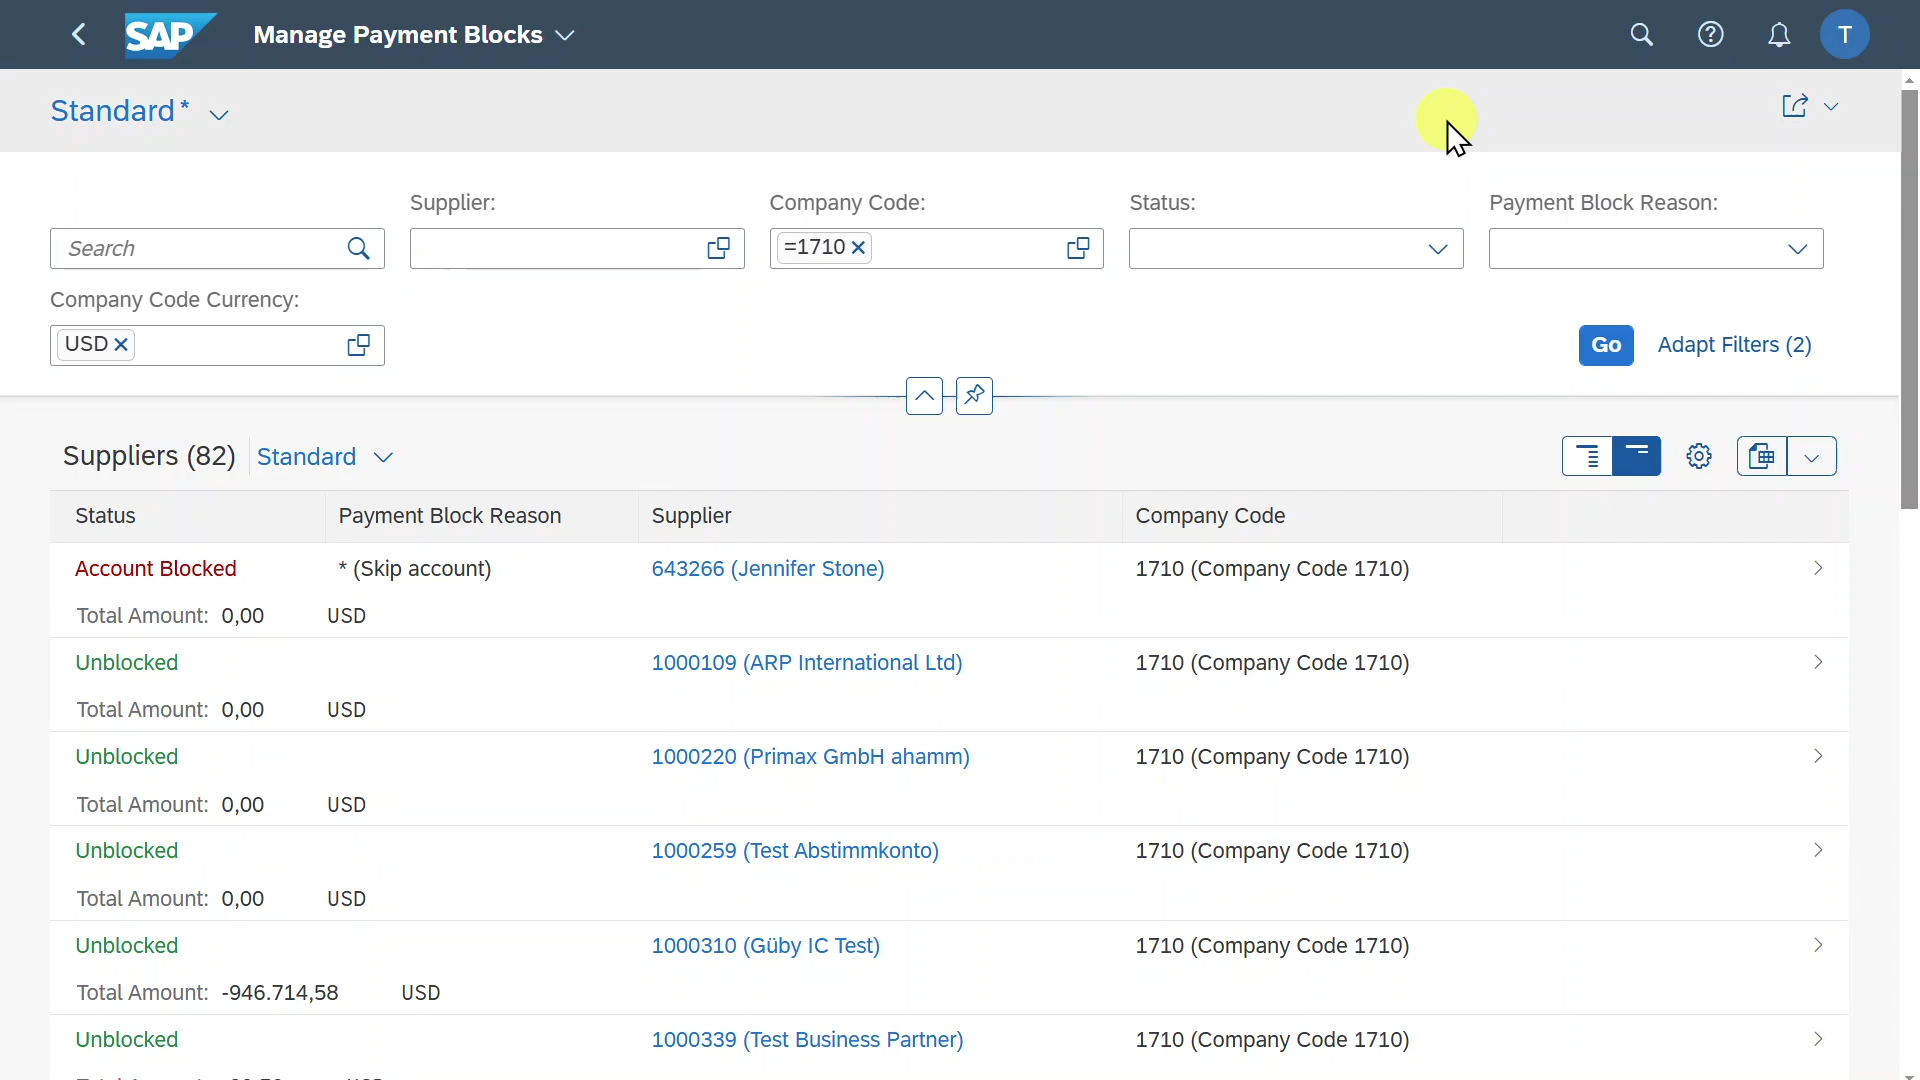 SAP Manage Payment Blocks T
Standard*
Supplier: Company Code: Status: Payment Block Reason:
Search =1710
Company Code Currency:
USD Go Adapt Filters (2)
Suppliers (82) Standard
Status Payment Block Reason Supplier Company Code
Account Blocked * (Skip account) 643266 (Jennifer Stone) 1710 (Company Code 1710)
Total Amount: 0,00 USD
Unblocked 1000109 (ARP International Ltd) 1710 (Company Code 1710)
Total Amount: 0,00 USD
Unblocked 1000220 (Primax GmbH ahamm) 1710 (Company Code 1710)
Total Amount: 0,00 USD
Unblocked 1000259 (Test Abstimmkonto) 1710 (Company Code 1710)
Total Amount: 0,00 USD
Unblocked 1000310 (Güby IC Test) 1710 (Company Code 1710)
Total Amount: -946.714,58 USD
Unblocked 1000339 (Test Business Partner) 1710 (Company Code 1710)